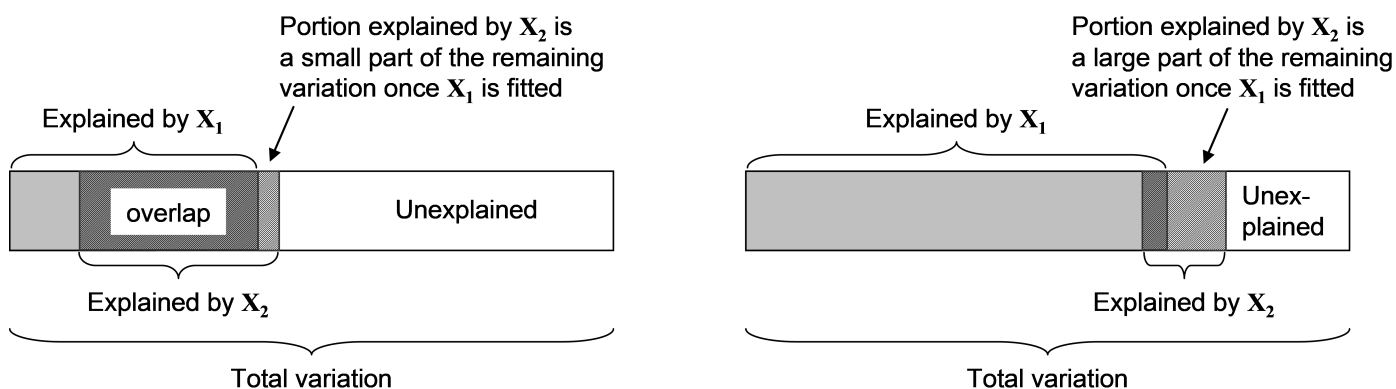 Portion explained by X₂ is
a small part of the remaining
variation once X₁ is fitted
Explained by X₁
overlap
Unexplained
Explained by X₂
Total variation
Portion explained by X₂ is
a large part of the remaining
variation once X₁ is fitted
Explained by X₁
Unex-
plained
Explained by X₂
Total variation